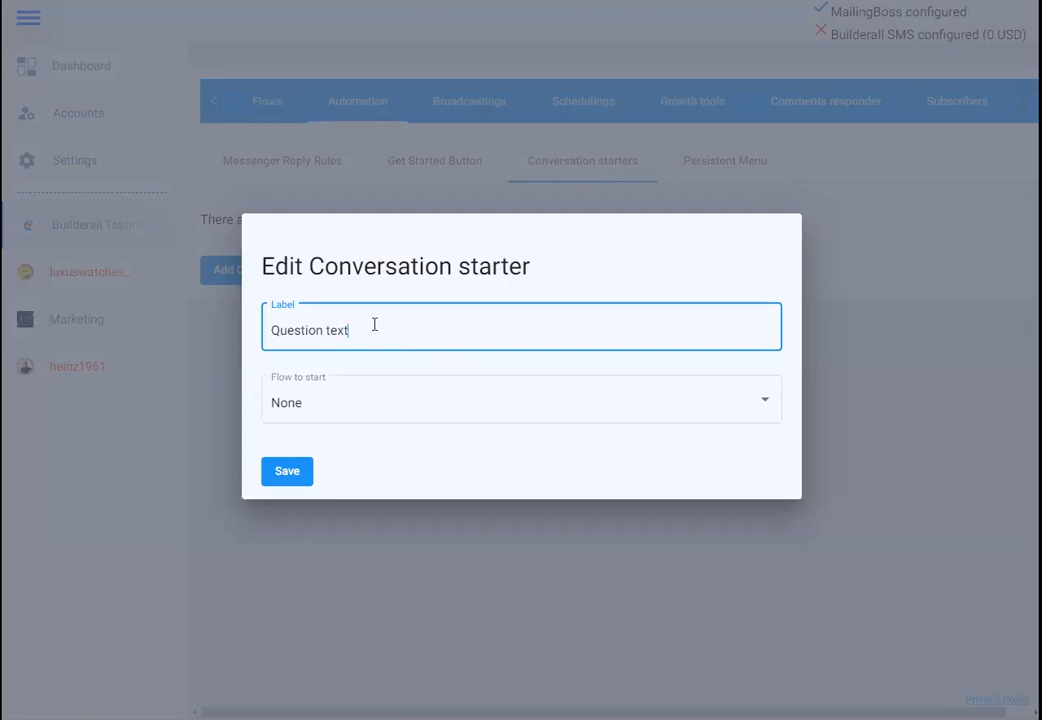 MailingBoss configured
Builderall SMS configured (0 USD)
Dashboard
Accounts
Settings
Builderall
luxuswatches_
Marketing
heinz1961
Flows
Automation
Broadcastings
Schedulings
Growth tools
Comments responder
Subscribers
Messenger Reply Rules
Get Started Button
Conversation starters
Persistent Menu
There
Add
Edit Conversation starter
Label
Question text
Flow to start
None
Save
Privacy Policy